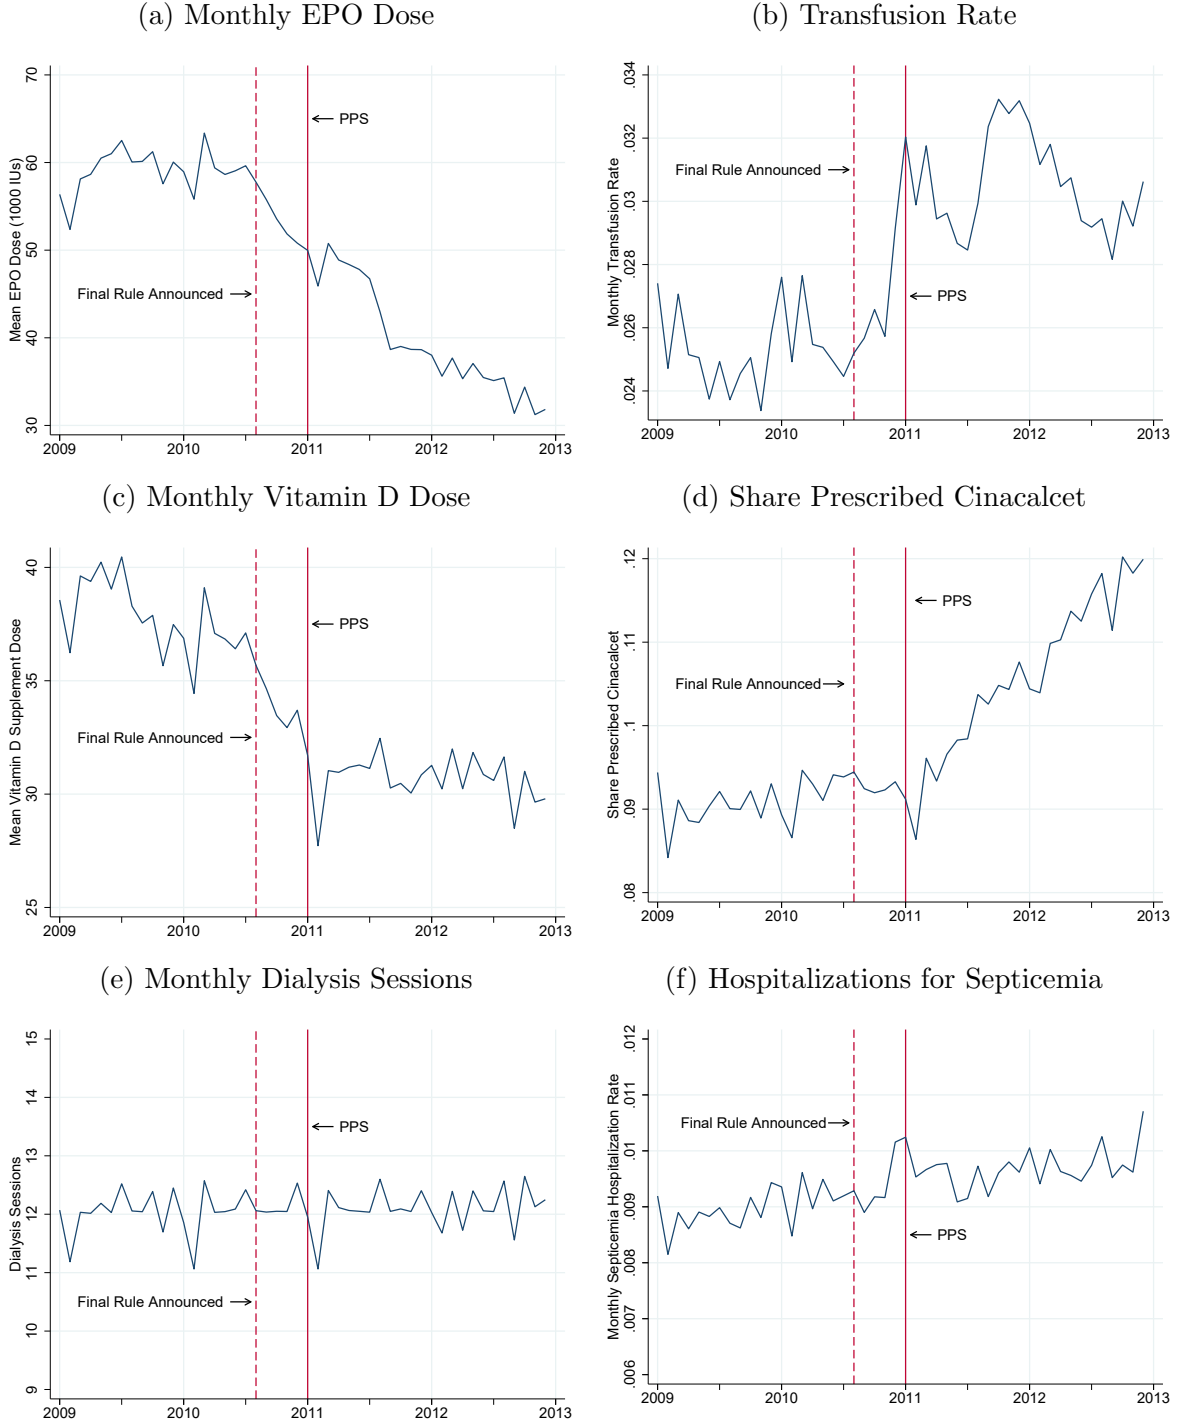 (a) Monthly EPO Dose
Mean EPO Dose (1000 IUs)
70
60
50
40
30
PPS
Final Rule Announced
2009 2010 2011 2012 2013
(b) Transfusion Rate
Monthly Transfusion Rate
.034
.032
.03
.028
.026
.024
Final Rule Announced
PPS
2009 2010 2011 2012 2013
(c) Monthly Vitamin D Dose
Mean Vitamin D Supplement Dose
40
35
30
25
PPS
Final Rule Announced
2009 2010 2011 2012 2013
(d) Share Prescribed Cinacalcet
Share Prescribed Cinacalcet
.12
.11
.1
.09
.08
PPS
Final Rule Announced
2009 2010 2011 2012 2013
(e) Monthly Dialysis Sessions
Dialysis Sessions
15
14
13
12
11
10
9
PPS
Final Rule Announced
2009 2010 2011 2012 2013
(f) Hospitalizations for Septicemia
Monthly Septicemia Hospitalization Rate
.012
.011
.01
.009
.008
.007
.006
Final Rule Announced
PPS
2009 2010 2011 2012 2013